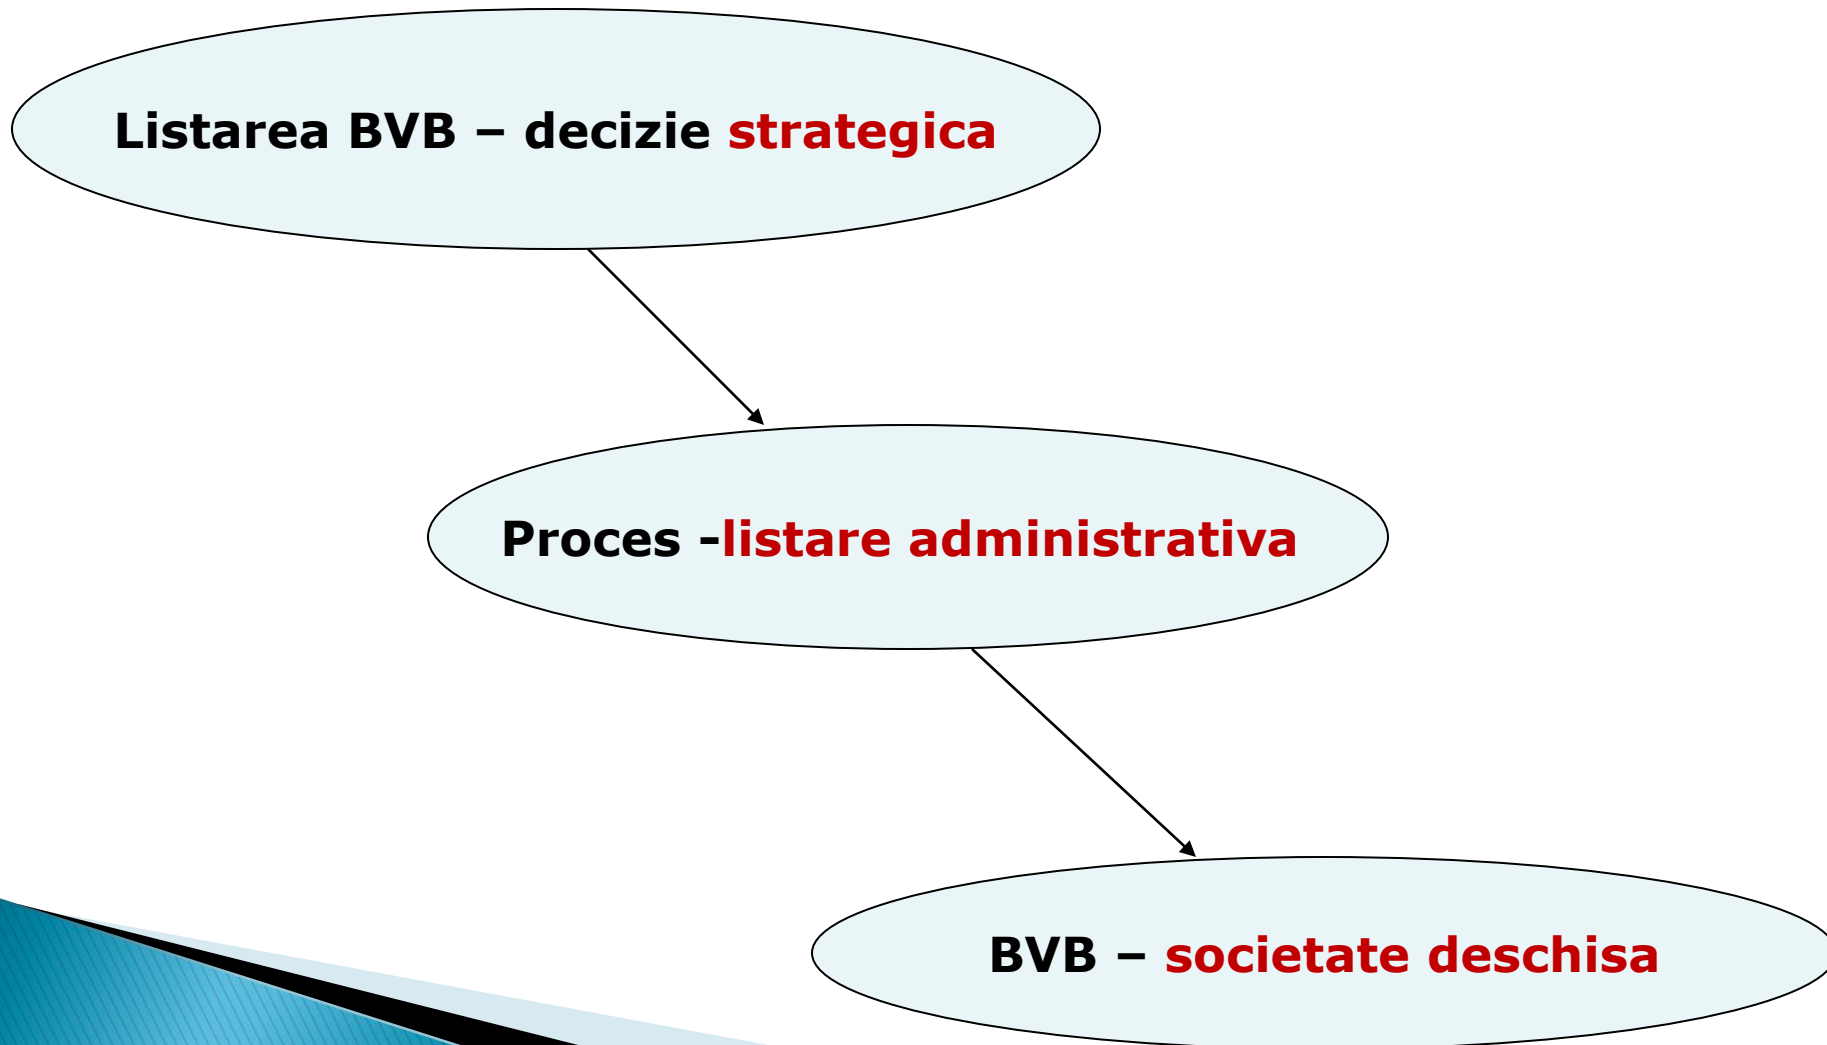 Listarea BVB – decizie strategica
Proces -listare administrativa
BVB – societate deschisa